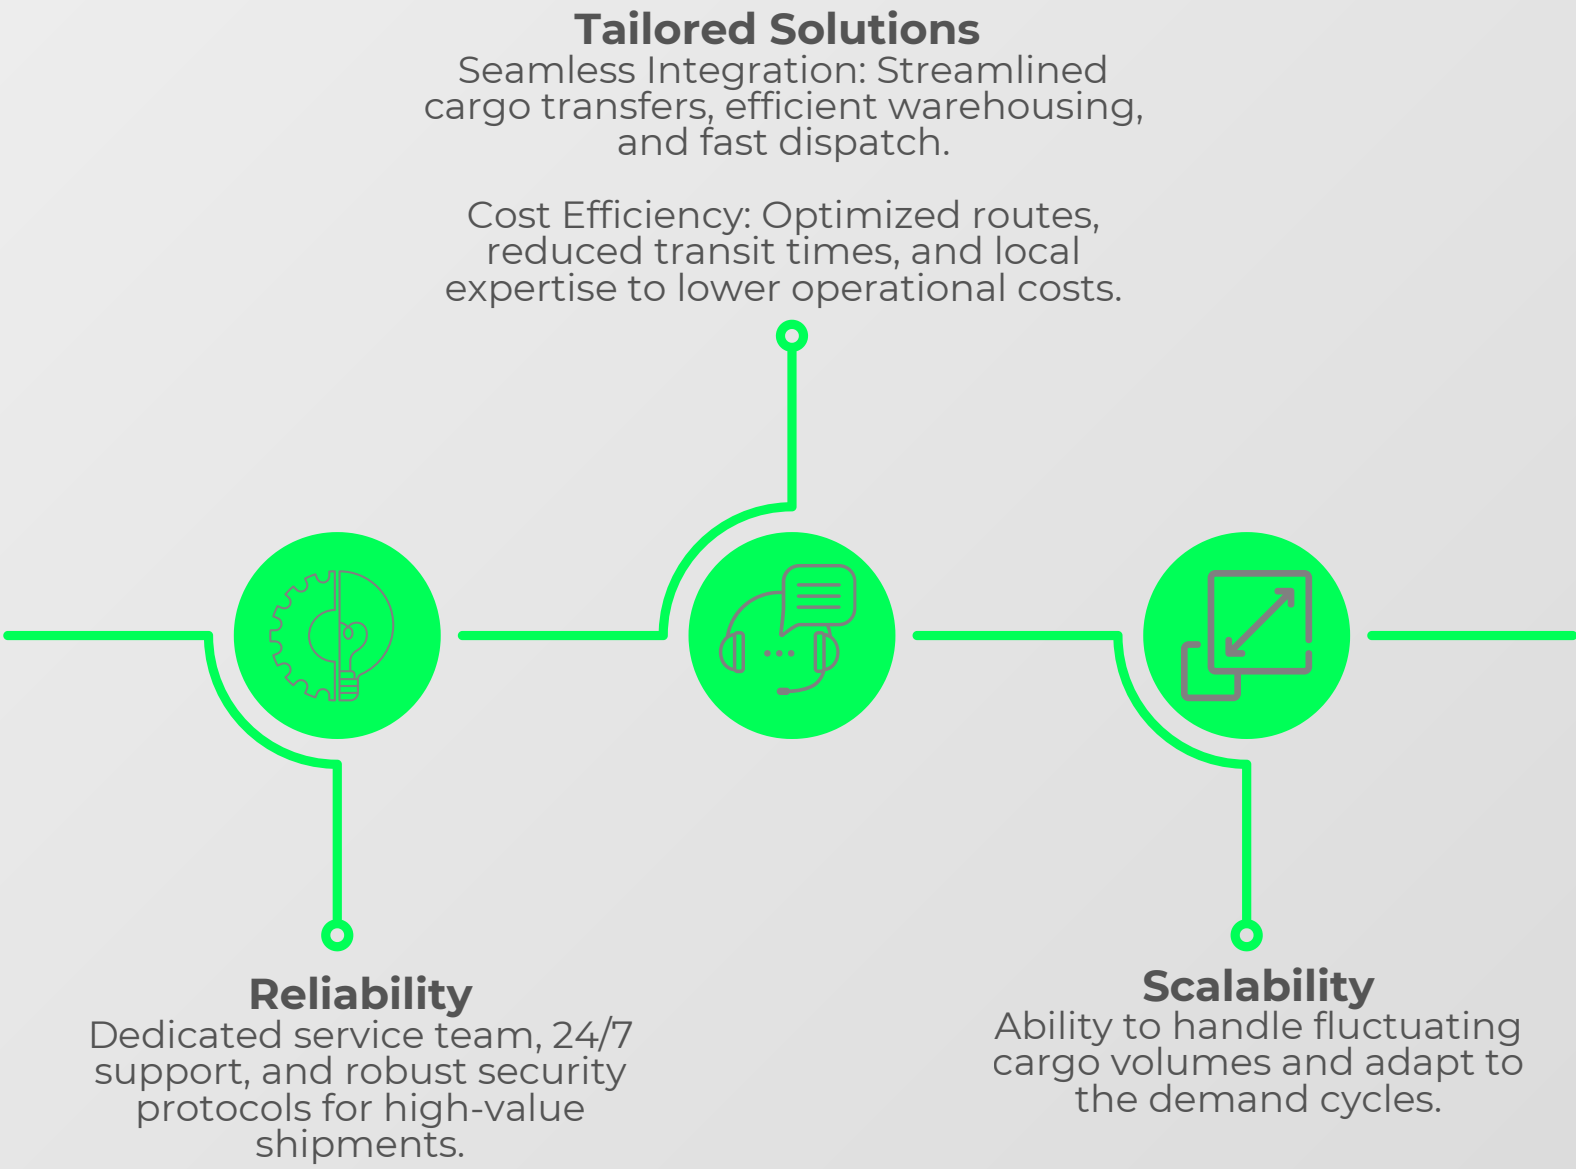 Tailored Solutions
Seamless Integration: Streamlined
cargo transfers, efficient warehousing,
and fast dispatch.
Cost Efficiency: Optimized routes,
reduced transit times, and local
expertise to lower operational costs.
Reliability
Dedicated service team, 24/7
support, and robust security
protocols for high-value
shipments.
Scalability
Ability to handle fluctuating
cargo volumes and adapt to
the demand cycles.